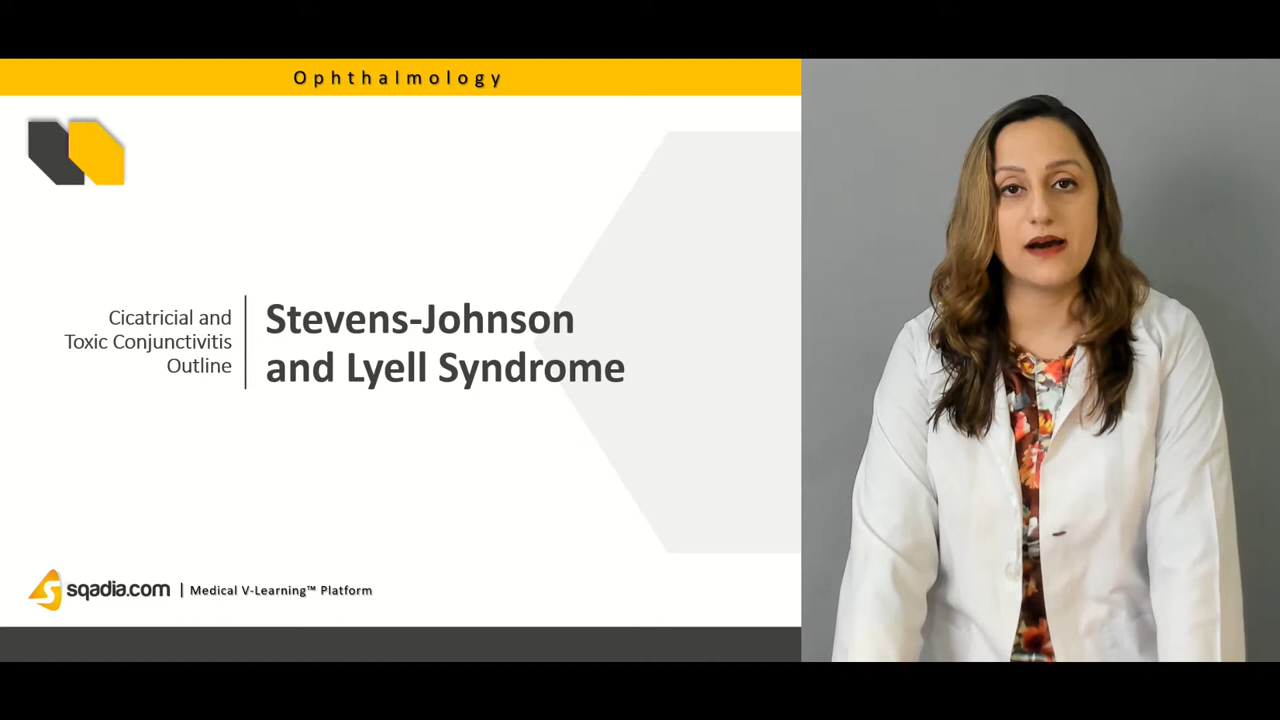 Ophthalmology
Cicatricial and
Toxic Conjunctivitis
Outline
Stevens-Johnson
and Lyell Syndrome
sqadia.com | Medical V-Learning™ Platform